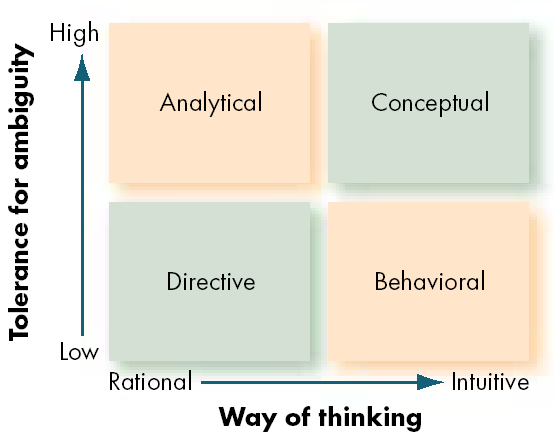 High
Tolerance for ambiguity
Analytical
Conceptual
Directive
Behavioral
Low
Rational
Intuitive
Way of thinking